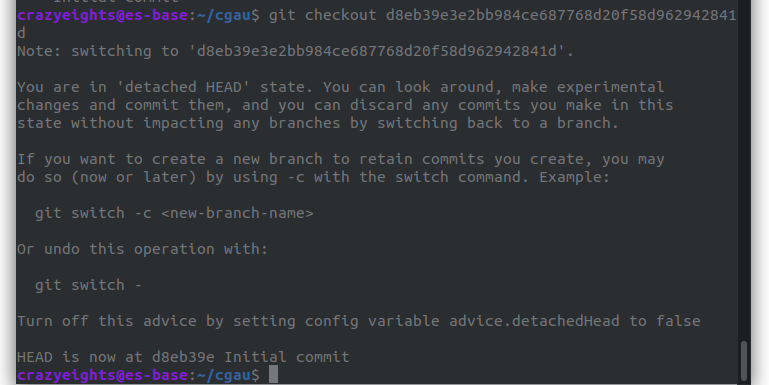 Initial commit
crazyeights@es-base:~/cgau$ git checkout d8eb39e3e2bb984ce687768d20f58d962942841
d
Note: switching to 'd8eb39e3e2bb984ce687768d20f58d962942841d'.
You are in 'detached HEAD' state. You can look around, make experimental
changes and commit them, and you can discard any commits you make in this
state without impacting any branches by switching back to a branch.
If you want to create a new branch to retain commits you create, you may
do so (now or later) by using -c with the switch command. Example:
git switch -c <new-branch-name>
Or undo this operation with:
git switch -
Turn off this advice by setting config variable advice.detachedHead to false
HEAD is now at d8eb39e Initial commit
crazyeights@es-base:~/cgau$